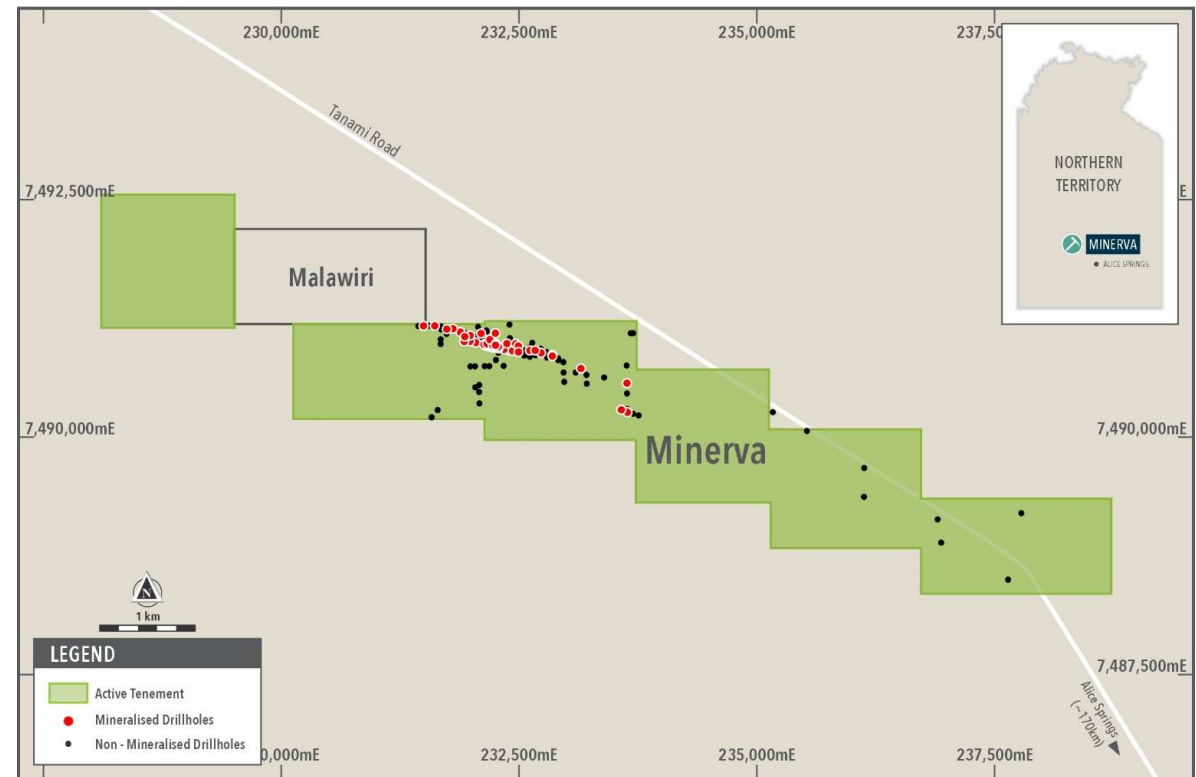 230,000mE
232,500mE
235,000mE
237,50
Tanami Road
NORTHERN
TERRITORY
MINERVA
ALICE SPRINGS
7,492,500mE
E
Malawiri
7,490,000mE
Minerva
7,490,000mE
N
1 km
LEGEND
Active Tenement
Mineralised Drillholes
Non - Mineralised Drillholes
7,487,500mE
Alice Springs
(~170km)
0,000mE
232,500mE
235,000mE
237,500mE